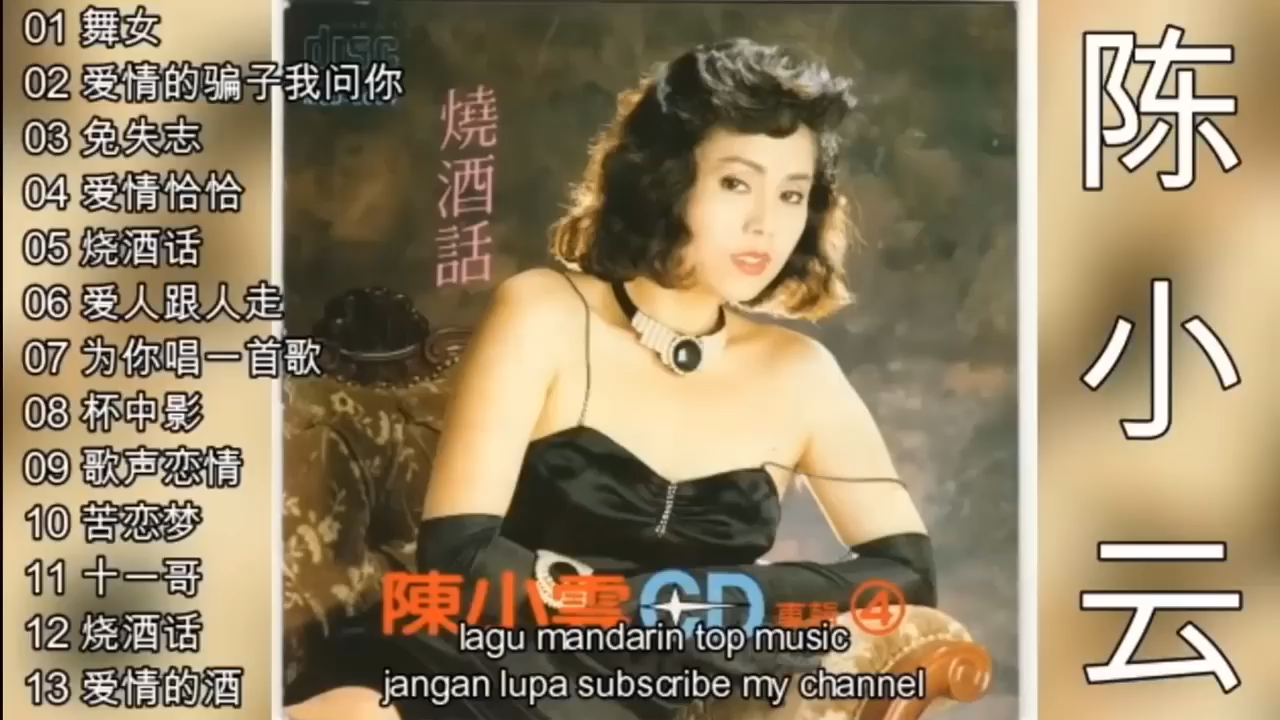 01 舞女
02 爱情的骗子我问你
03 免失志
04 爱情恰恰
05 烧酒话
06 爱人跟人走
07 为你唱一首歌
08 杯中影
09 歌声恋情
10 苦恋梦
11 十一哥
12 烧酒话
13 爱情的酒
disc
燒酒話
陳小雲 CD 專輯 ④
lagu mandarin top music
jangan lupa subscribe my channel
陈小云